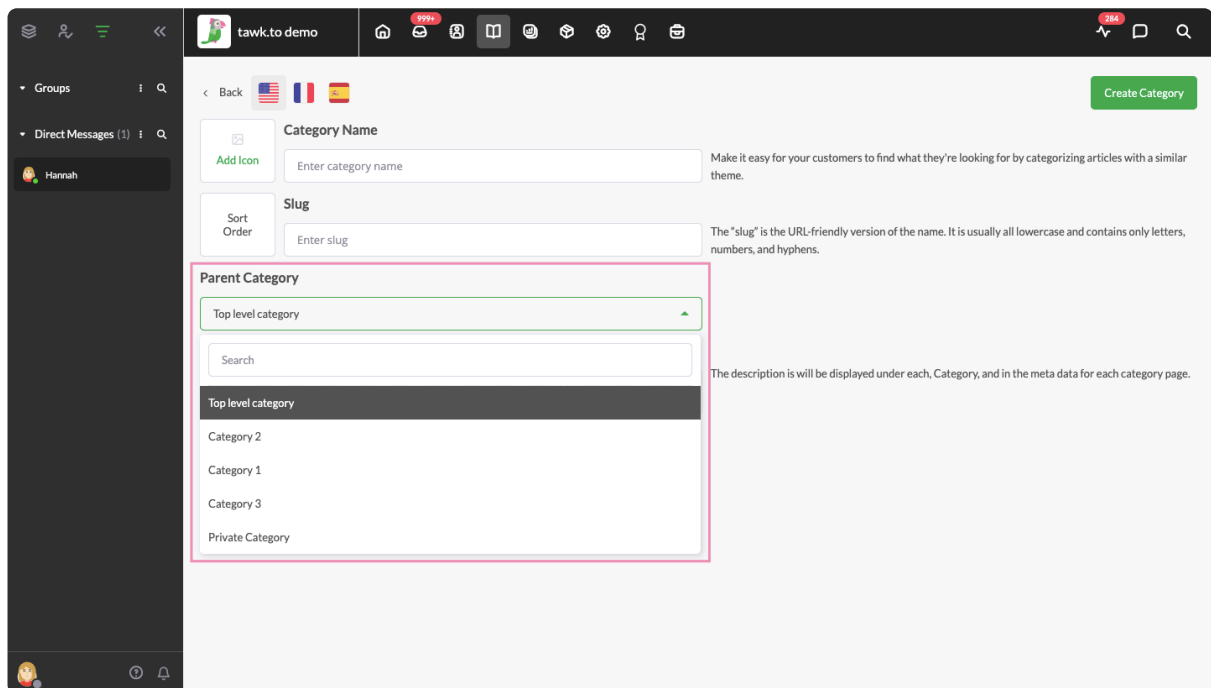 tawk.to demo
999+
284
Groups
Direct Messages (1)
Hannah
Back
Create Category
Add Icon
Category Name
Enter category name
Make it easy for your customers to find what they're looking for by categorizing articles with a similar
theme.
Sort
Order
Slug
Enter slug
The "slug" is the URL-friendly version of the name. It is usually all lowercase and contains only letters,
numbers, and hyphens.
Parent Category
Top level category
Search
The description is will be displayed under each, Category, and in the meta data for each category page.
Top level category
Category 2
Category 1
Category 3
Private Category